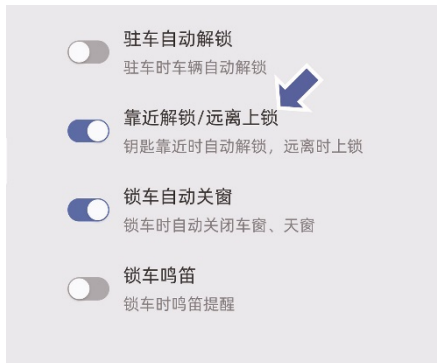 驻车自动解锁
驻车时车辆自动解锁
靠近解锁/远离上锁
钥匙靠近时自动解锁，远离时上锁
锁车自动关窗
锁车时自动关闭车窗、天窗
锁车鸣笛
锁车时鸣笛提醒